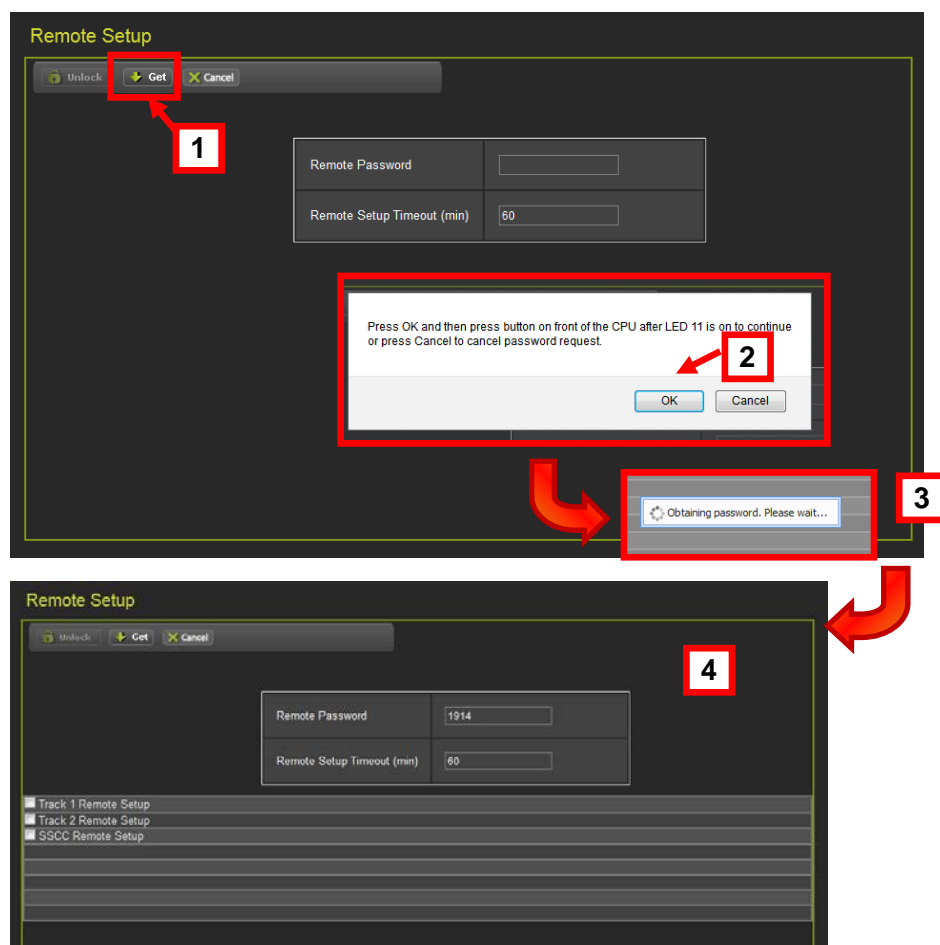 Remote Setup
Unlock Get Cancel
1
Remote Password
Remote Setup Timeout (min) 60
Press OK and then press button on front of the CPU after LED 11 is on to continue
or press Cancel to cancel password request.
2
OK Cancel
3
Obtaining password. Please wait...
Remote Setup
Unlock Get Cancel
4
Remote Password 1914
Remote Setup Timeout (min) 60
Track 1 Remote Setup
Track 2 Remote Setup
SSCC Remote Setup